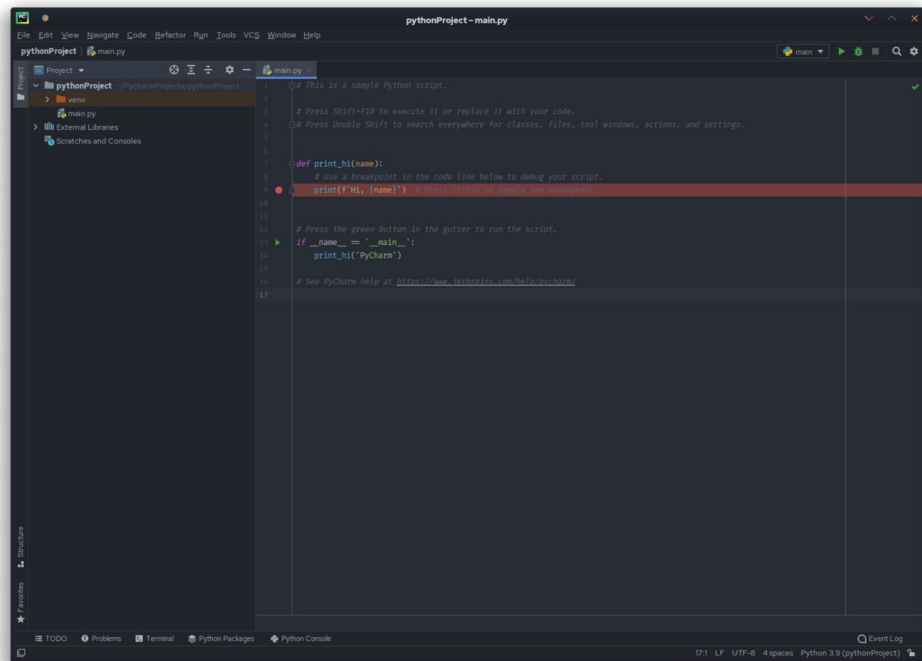 PC
pythonProject – main.py
File Edit View Navigate Code Refactor Run Tools VCS Window Help
pythonProject main.py
main
Project
Project
main.py
pythonProject ~/PycharmProjects/pythonProject
venv
main.py
External Libraries
Scratches and Consoles
1 # This is a sample Python script.
2
3 # Press Shift+F10 to execute it or replace it with your code.
4 # Press Double Shift to search everywhere for classes, files, tool windows, actions, and settings.
5
6
7 def print_hi(name):
8 # Use a breakpoint in the code line below to debug your script.
9 print(f'Hi, {name}') # Press Ctrl+8 to toggle the breakpoint.
10
11
12 # Press the green button in the gutter to run the script.
13 if __name__ == '__main__':
14 print_hi('PyCharm')
15
16 # See PyCharm help at https://www.jetbrains.com/help/pycharm/
17
Structure
Favorites
TODO Problems Terminal Python Packages Python Console Event Log
17:1 LF UTF-8 4 spaces Python 3.9 (pythonProject)